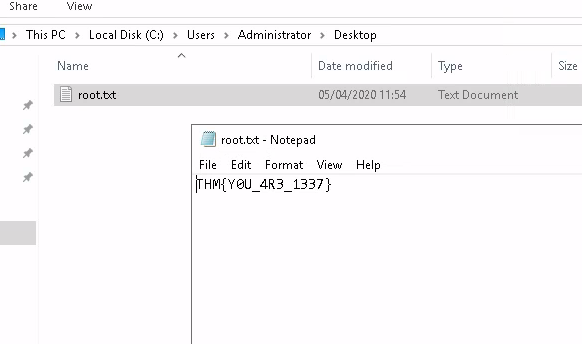 Share View
This PC > Local Disk (C:) > Users > Administrator > Desktop
Name Date modified Type Size
root.txt 05/04/2020 11:54 Text Document
root.txt - Notepad
File Edit Format View Help
THM{Y0U_4R3_1337}